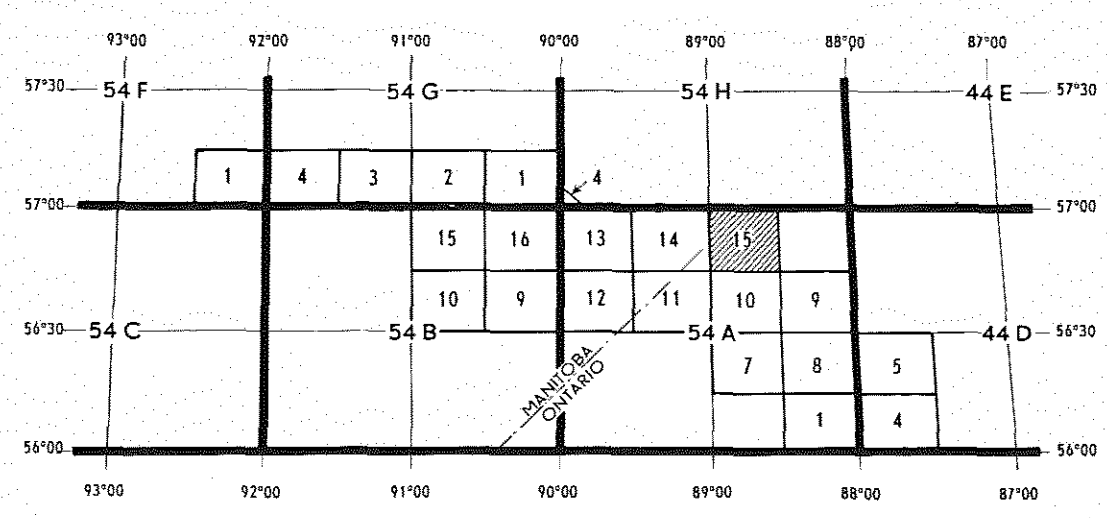 93°00 92°00 91°00 90°00 89°00 88°00 87°00
57°30 54 F 54 G 54 H 44 E 57°30
1 4 3 2 1 4
57°00 57°00
15 16 13 14 15
10 9 12 11 10 9
56°30 54 C 54 B 54 A 44 D 56°30
MANITOBA
ONTARIO
7 8 5
1 4
56°00 56°00
93°00 92°00 91°00 90°00 89°00 88°00 87°00